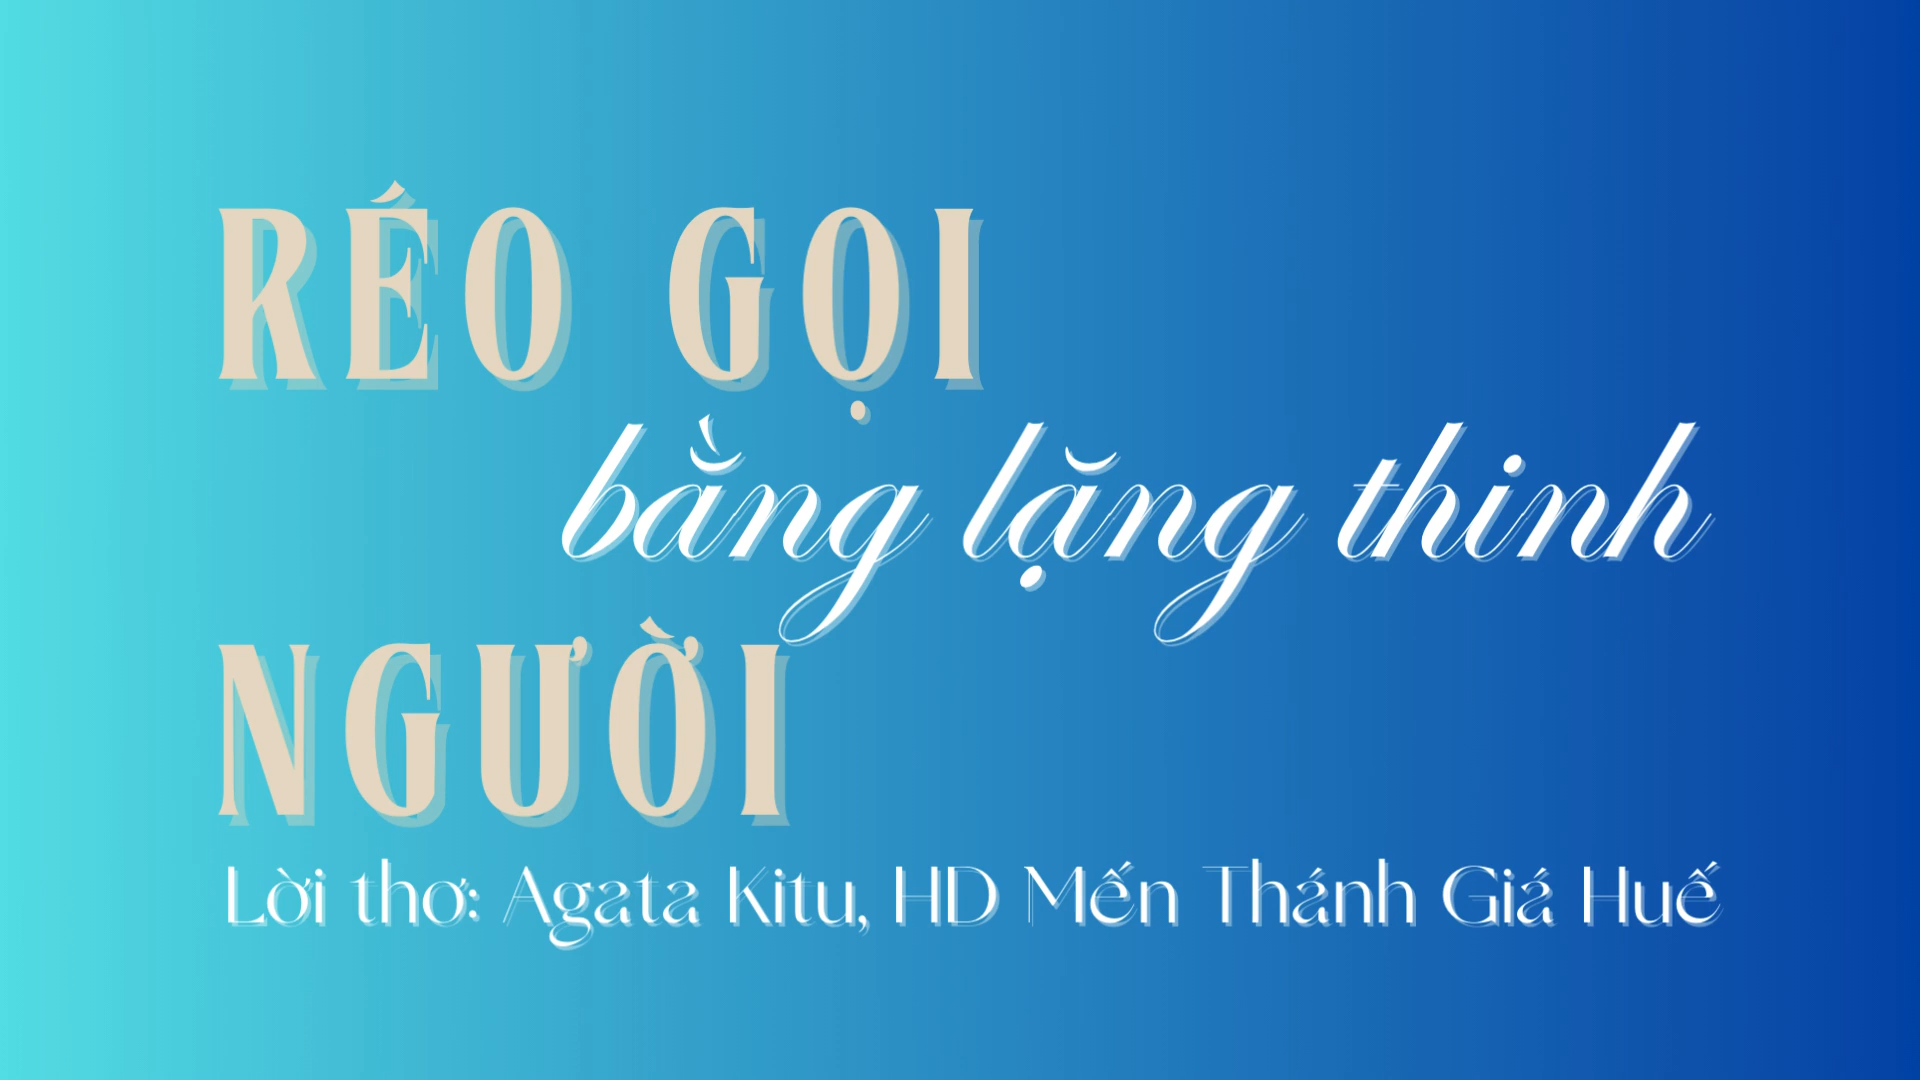 RÉO GỌI
bằng lặng thinh
NGƯỜI
Lời thơ: Agata Kitu, HD Mến Thánh Giá Huế